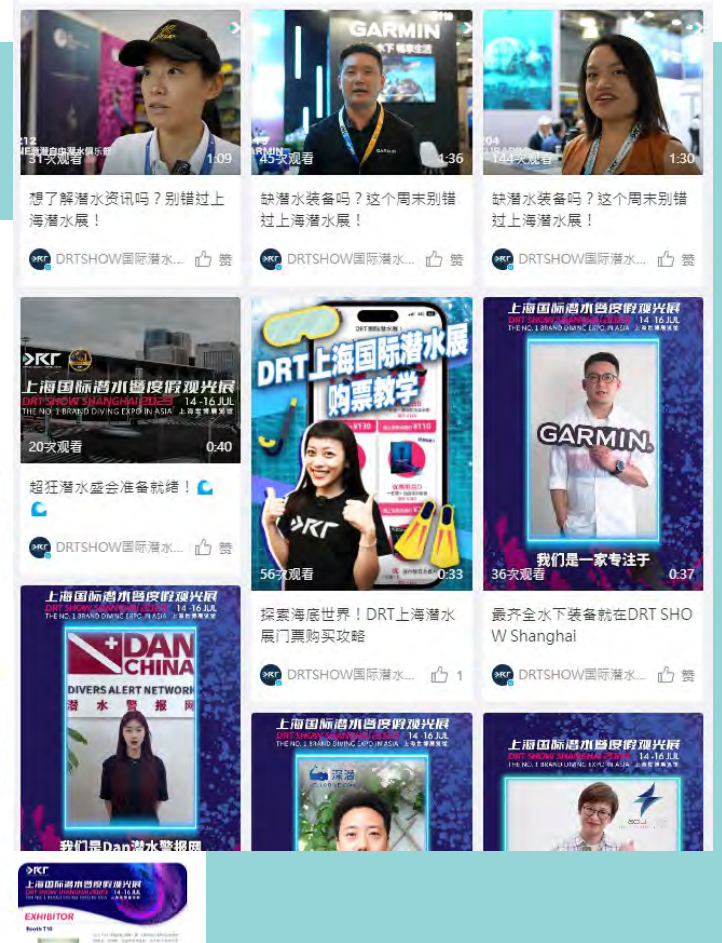 GARMIN
31次观看
1:09
GARMIN
45次观看
1:36
144次观看
1:30
想了解潜水资讯吗？别错过上
海潜水展！
缺潜水装备吗？这个周末别错
过上海潜水展！
缺潜水装备吗？这个周末别错
过上海潜水展！
DRTSHOW国际潜水... 赞
DRTSHOW国际潜水... 赞
DRTSHOW国际潜水... 赞
上海国际潜水暨度假观光展
DRT SHOW SHANGHAI 2023 14-16 JUL
THE NO. 1 BRAND DIVING EXPO IN ASIA
20次观看
0:40
超狂潜水盛会准备就绪！
DRTSHOW国际潜水... 赞
DRT上海国际潜水展
购票教学
¥130
¥110
56次观看
0:33
探索海底世界！DRT上海潜水
展门票购买攻略
DRTSHOW国际潜水... 1
上海国际潜水暨度假观光展
DRT SHOW SHANGHAI 2023 14-16 JUL
THE NO. 1 BRAND DIVING EXPO IN ASIA
GARMIN.
我们是一家专注于
36次观看
0:37
最齐全水下装备就在DRT SHO
W Shanghai
DRTSHOW国际潜水... 赞
上海国际潜水暨度假观光展
DRT SHOW SHANGHAI 2023 14-16 JUL
THE NO. 1 BRAND DIVING EXPO IN ASIA
DAN
CHINA
DIVERS ALERT NETWORK
潜水警报网
我们是Dan潜水警报网
上海国际潜水暨度假观光展
DRT SHOW SHANGHAI 2023 14-16 JUL
THE NO. 1 BRAND DIVING EXPO IN ASIA
深潜
上海国际潜水暨度假观光展
14-16 JUL
THE NO. 1 BRAND DIVING EXPO IN ASIA
上海国际潜水暨度假观光展
DRT SHOW SHANGHAI 2023 14-16 JUL
EXHIBITOR
Booth T16